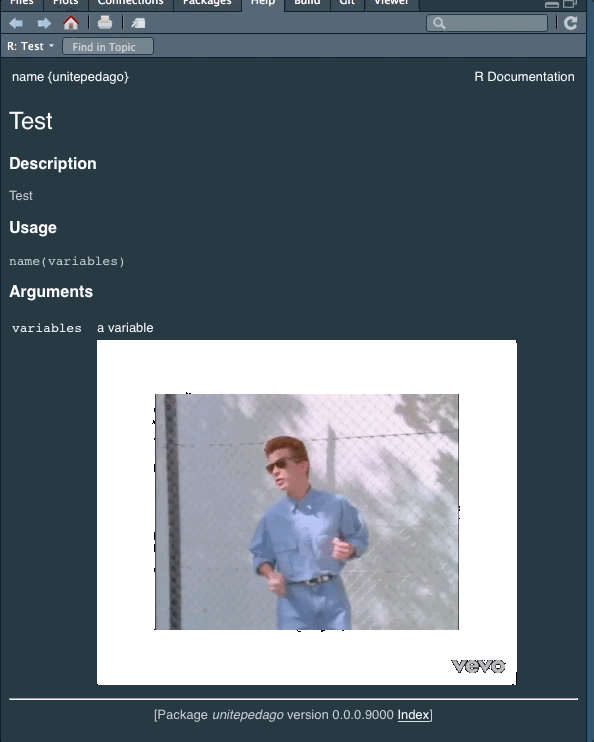 Files Plots Connections Packages Help Build Git Viewer
R: Test Find in Topic
name {unitepedago} R Documentation
Test
Description
Test
Usage
name(variables)
Arguments
variables a variable
vevo
[Package unitepedago version 0.0.0.9000 Index]